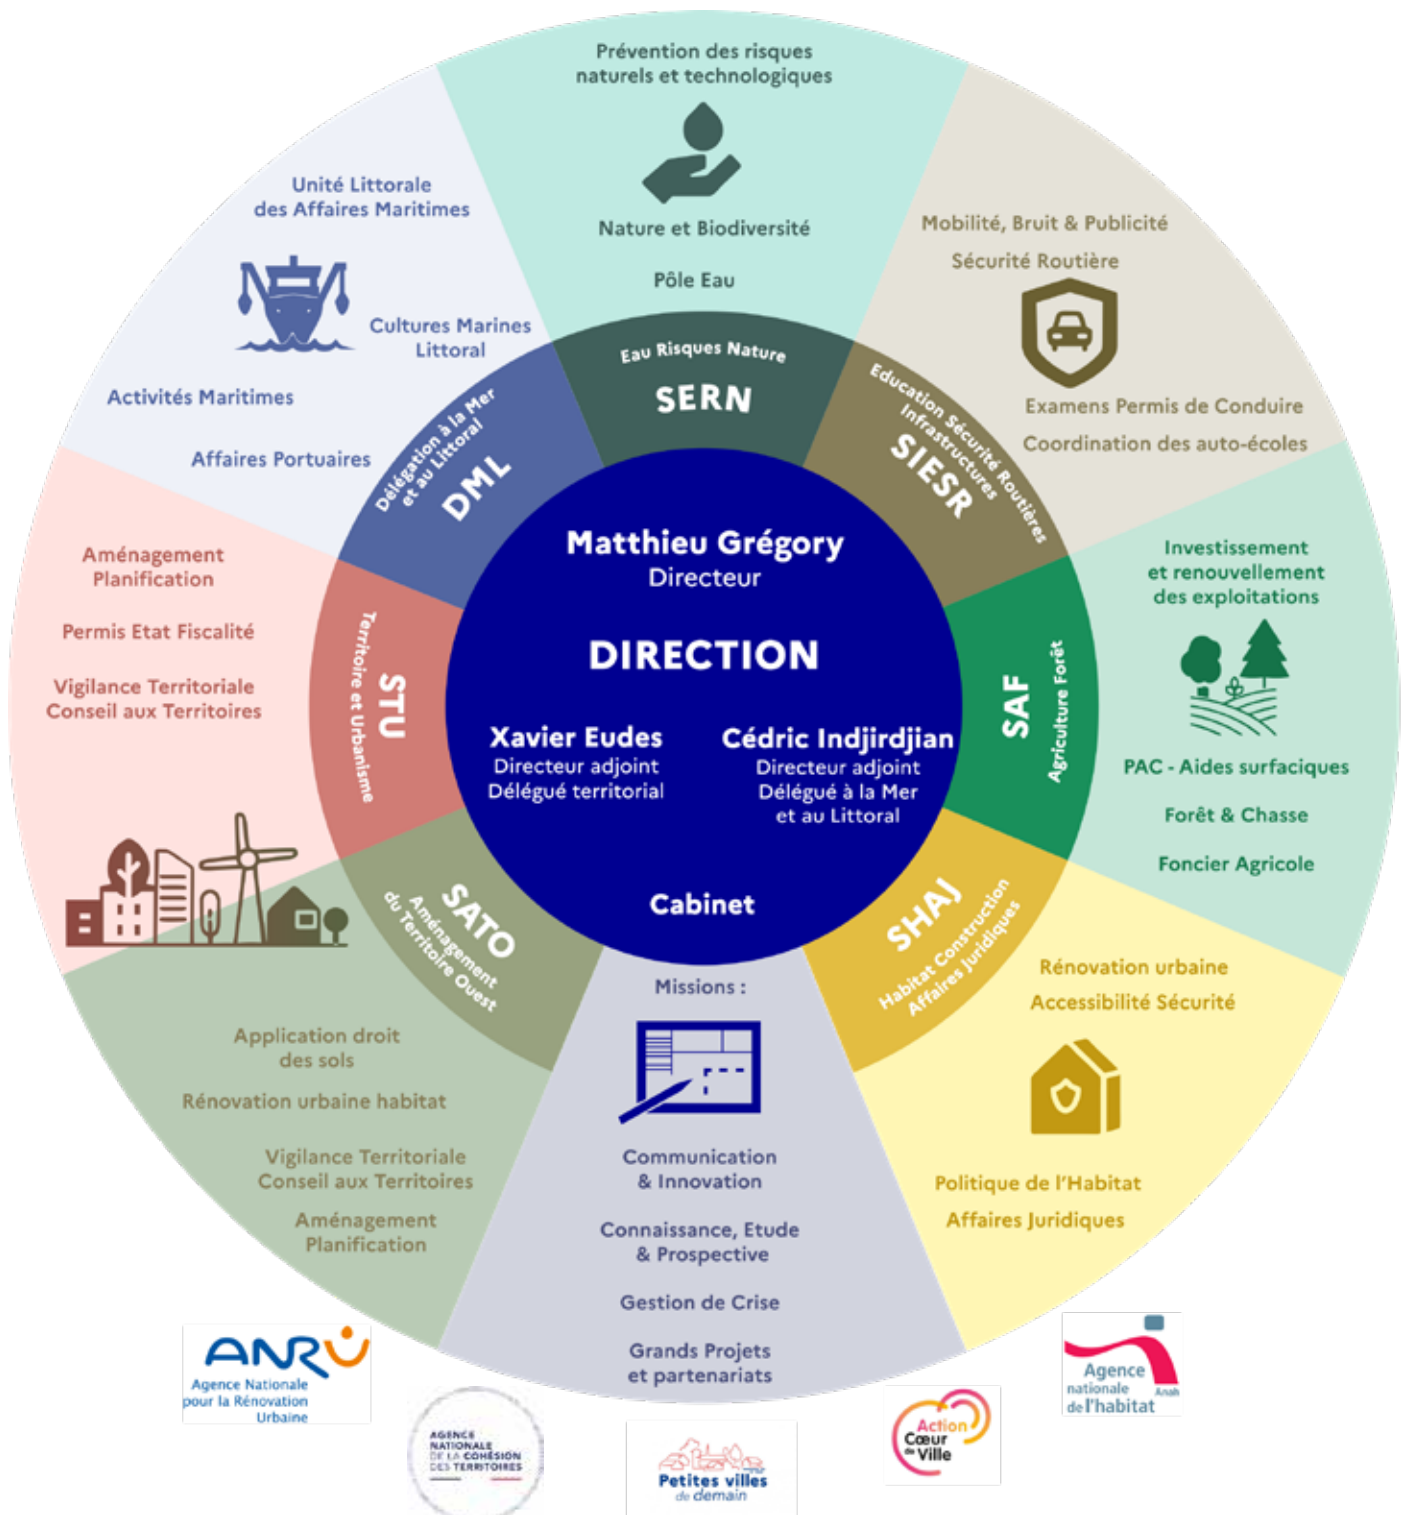 Prévention des risques
naturels et technologiques
Nature et Biodiversité
Pôle Eau
Eau Risques Nature
SERN
Mobilité, Bruit & Publicité
Sécurité Routière
Examens Permis de Conduire
Coordination des auto-écoles
Education Sécurité Routières
Infrastructures
SIESR
Investissement
et renouvellement
des exploitations
PAC - Aides surfaciques
Forêt & Chasse
Foncier Agricole
Agriculture Forêt
SAF
Rénovation urbaine
Accessibilité Sécurité
Politique de l'Habitat
Affaires Juridiques
SHAJ
Habitat Construction
Affaires Juridiques
Missions :
Communication
& Innovation
Connaissance, Etude
& Prospective
Gestion de Crise
Grands Projets
et partenariats
SATO
Aménagement
du Territoire Ouest
Application droit
des sols
Rénovation urbaine habitat
Vigilance Territoriale
Conseil aux Territoires
Aménagement
Planification
Aménagement
Planification
Permis Etat Fiscalité
Vigilance Territoriale
Conseil aux Territoires
STU
Territoire et Urbanisme
Unité Littorale
des Affaires Maritimes
Cultures Marines
Littoral
Activités Maritimes
Affaires Portuaires
Délégation à la Mer
et au Littoral
DML
Matthieu Grégory
Directeur
DIRECTION
Xavier Eudes
Directeur adjoint
Délégué territorial
Cédric Indjirdjian
Directeur adjoint
Délégué à la Mer
et au Littoral
Cabinet
ANRU
Agence Nationale
pour la Rénovation
Urbaine
AGENCE
NATIONALE
DE LA COHÉSION
DES TERRITOIRES
Petites villes
de demain
Action
Cœur
de Ville
Agence
nationale
de l'habitat
Anah